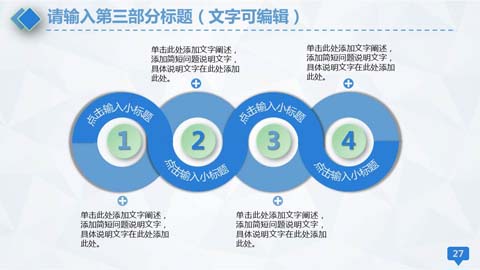 请输入第三部分标题（文字可编辑）
单击此处添加文字阐述，
添加简短问题说明文字，
具体说明文字在此处添加
此处。
单击此处添加文字阐述，
添加简短问题说明文字，
具体说明文字在此处添加
此处。
点击输入小标题
1
点击输入小标题
2
点击输入小标题
3
点击输入小标题
4
单击此处添加文字阐述，
添加简短问题说明文字，
具体说明文字在此处添加
此处。
单击此处添加文字阐述，
添加简短问题说明文字，
具体说明文字在此处添加
此处。
27